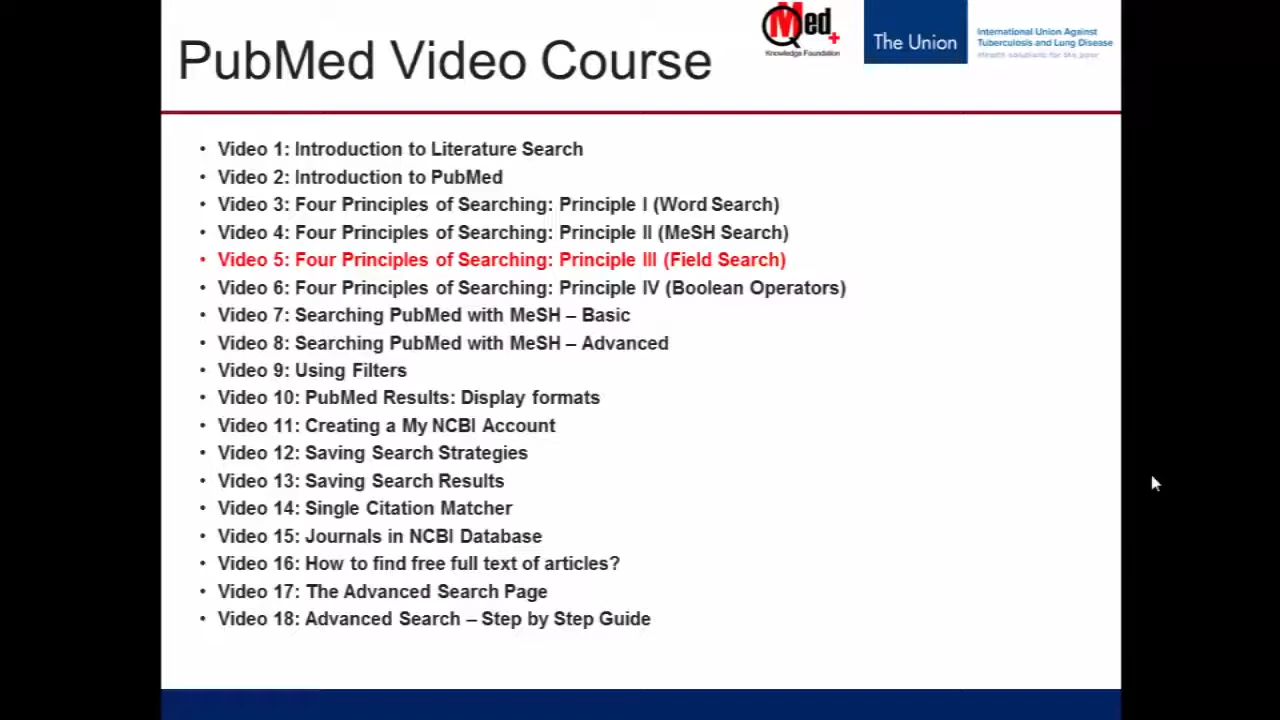 PubMed Video Course
QMed+
Knowledge Foundation
The Union
International Union Against
Tuberculosis and Lung Disease
Health solutions for the poor
• Video 1: Introduction to Literature Search
• Video 2: Introduction to PubMed
• Video 3: Four Principles of Searching: Principle I (Word Search)
• Video 4: Four Principles of Searching: Principle II (MeSH Search)
• Video 5: Four Principles of Searching: Principle III (Field Search)
• Video 6: Four Principles of Searching: Principle IV (Boolean Operators)
• Video 7: Searching PubMed with MeSH – Basic
• Video 8: Searching PubMed with MeSH – Advanced
• Video 9: Using Filters
• Video 10: PubMed Results: Display formats
• Video 11: Creating a My NCBI Account
• Video 12: Saving Search Strategies
• Video 13: Saving Search Results
• Video 14: Single Citation Matcher
• Video 15: Journals in NCBI Database
• Video 16: How to find free full text of articles?
• Video 17: The Advanced Search Page
• Video 18: Advanced Search – Step by Step Guide